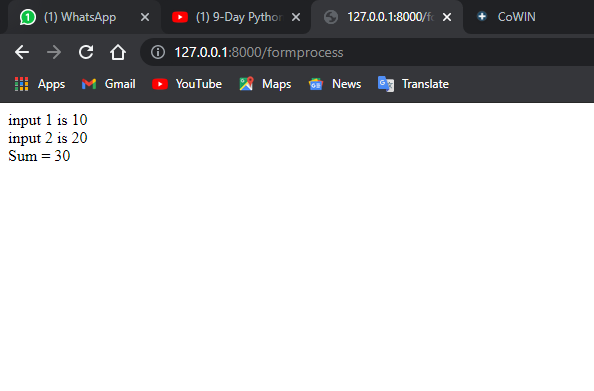 (1) WhatsApp
(1) 9-Day Python
127.0.0.1:8000/fo
CoWIN
127.0.0.1:8000/formprocess
Apps
Gmail
YouTube
Maps
News
Translate
input 1 is 10
input 2 is 20
Sum = 30